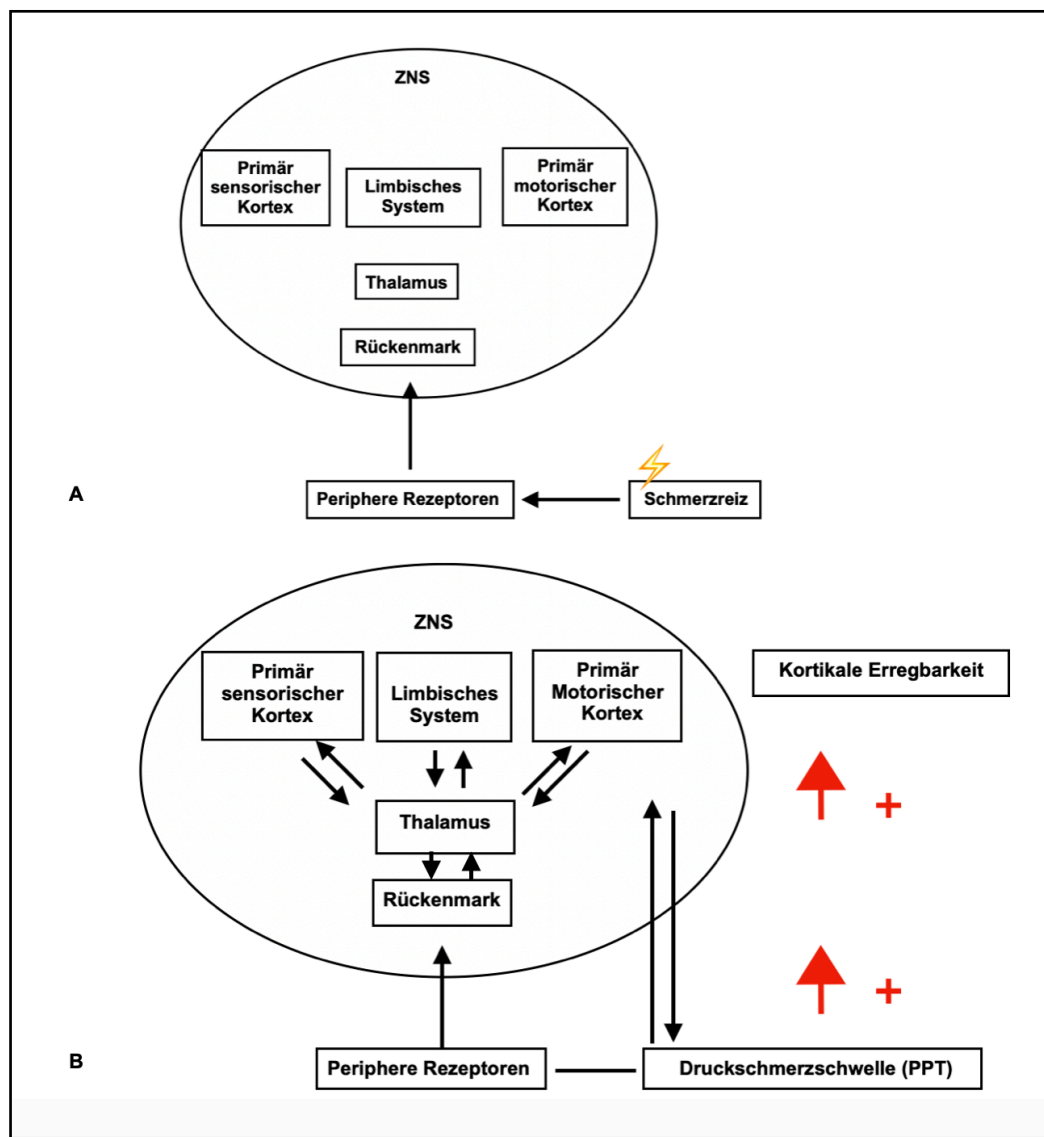 ZNS
Primär
sensorischer
Kortex
Limbisches
System
Primär
motorischer
Kortex
Thalamus
Rückenmark
A
Periphere Rezeptoren
Schmerzreiz
ZNS
Primär
sensorischer
Kortex
Limbisches
System
Primär
Motorischer
Kortex
Kortikale Erregbarkeit
Thalamus
Rückenmark
+
+
B
Periphere Rezeptoren
Druckschmerzschwelle (PPT)